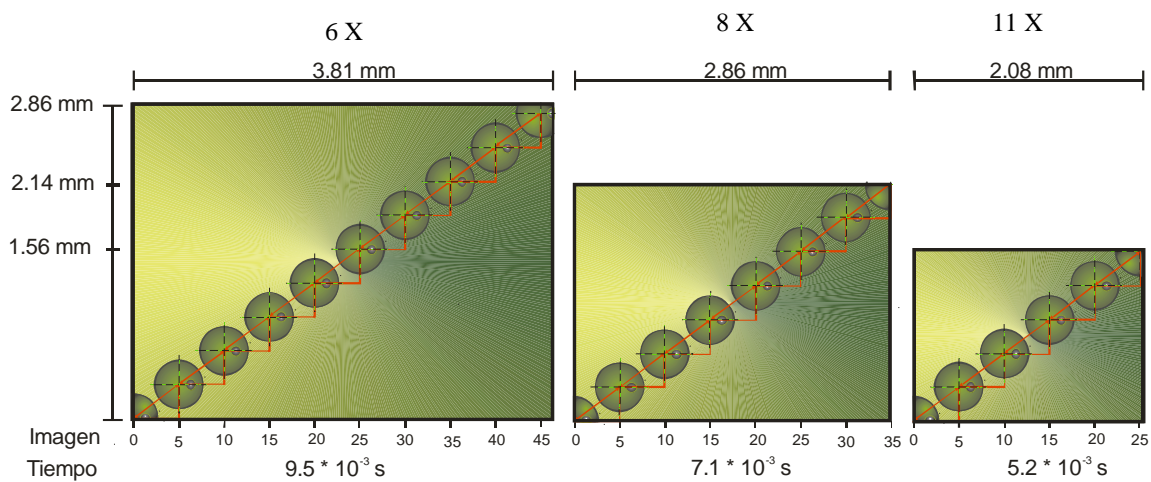 6 X
8 X
11 X
3.81 mm
2.86 mm
2.08 mm
2.86 mm
2.14 mm
1.56 mm
Imagen
0 5 10 15 20 25 30 35 40 45
0 5 10 15 20 25 30 35
0 5 10 15 20 25
Tiempo
9.5 * 10⁻³ s
7.1 * 10⁻³ s
5.2 * 10⁻³ s